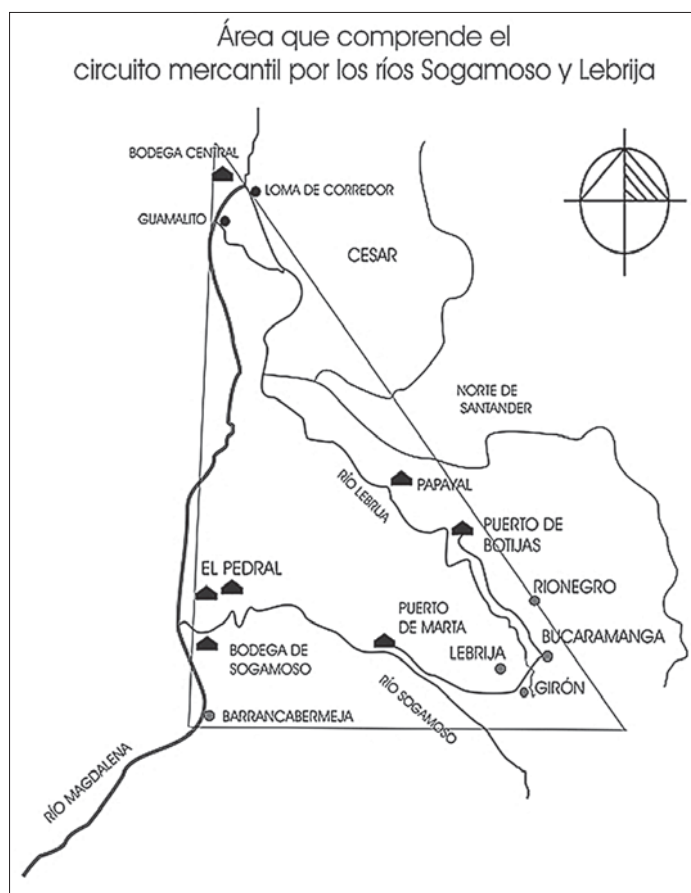 Área que comprende el
circuito mercantil por los ríos Sogamoso y Lebrija
BODEGA CENTRAL
LOMA DE CORREDOR
GUAMALITO
CESAR
NORTE DE
SANTANDER
PAPAYAL
RÍO LEBRIJA
PUERTO DE
BOTIJAS
EL PEDRAL
RIONEGRO
PUERTO
DE MARTA
BUCARAMANGA
BODEGA DE
SOGAMOSO
LEBRIJA
GIRÓN
RÍO SOGAMOSO
BARRANCABERMEJA
RÍO MAGDALENA